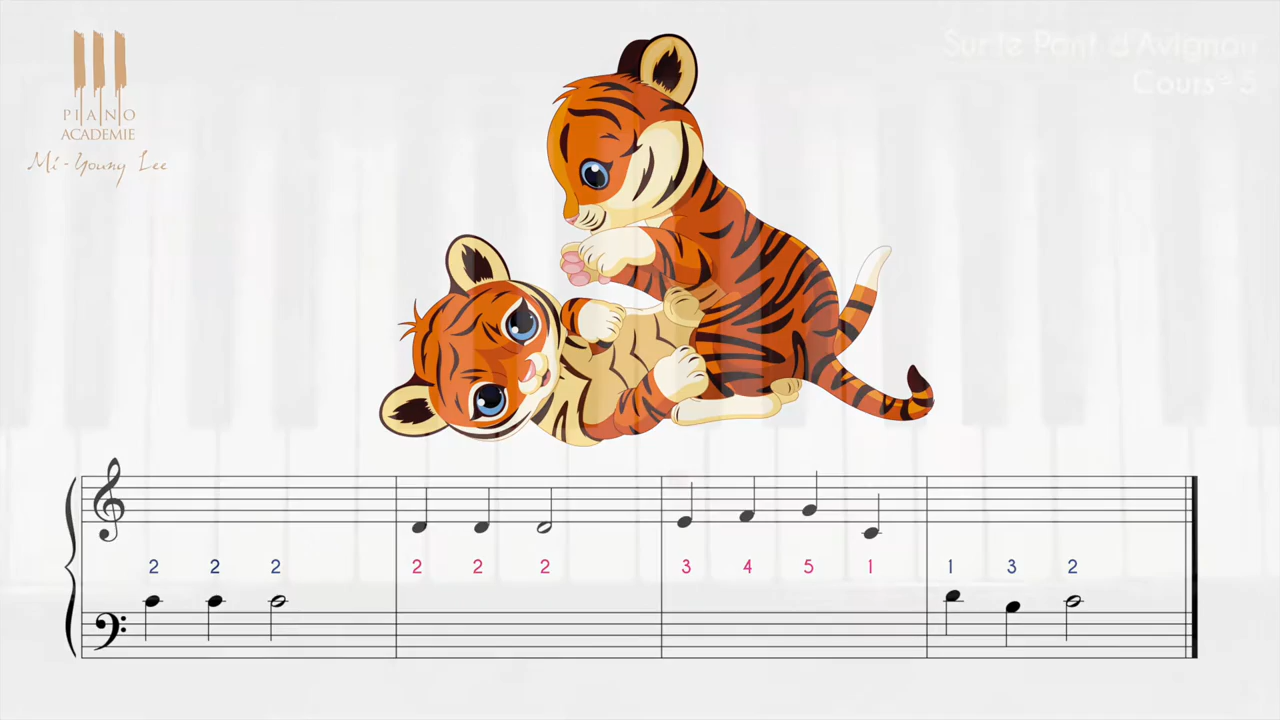 PIANO
ACADEMIE
Mi-Young Lee
Sur le Pont d'Avignon
Cours 5
2 2 2 2 2 2 3 4 5 1 1 3 2